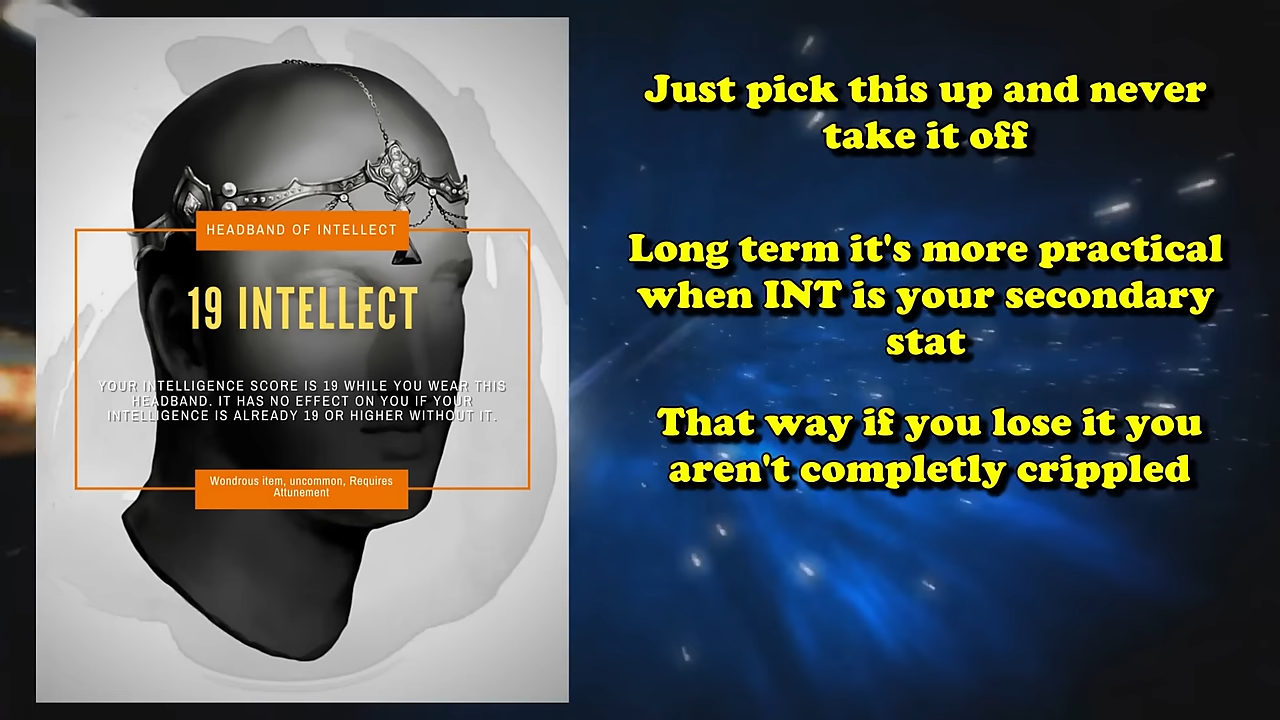 HEADBAND OF INTELLECT
19 INTELLECT
YOUR INTELLIGENCE SCORE IS 19 WHILE YOU WEAR THIS
HEADBAND. IT HAS NO EFFECT ON YOU IF YOUR
INTELLIGENCE IS ALREADY 19 OR HIGHER WITHOUT IT.
Wondrous item, uncommon, Requires
Attunement
Just pick this up and never
take it off
Long term it's more practical
when INT is your secondary
stat
That way if you lose it you
aren't completly crippled